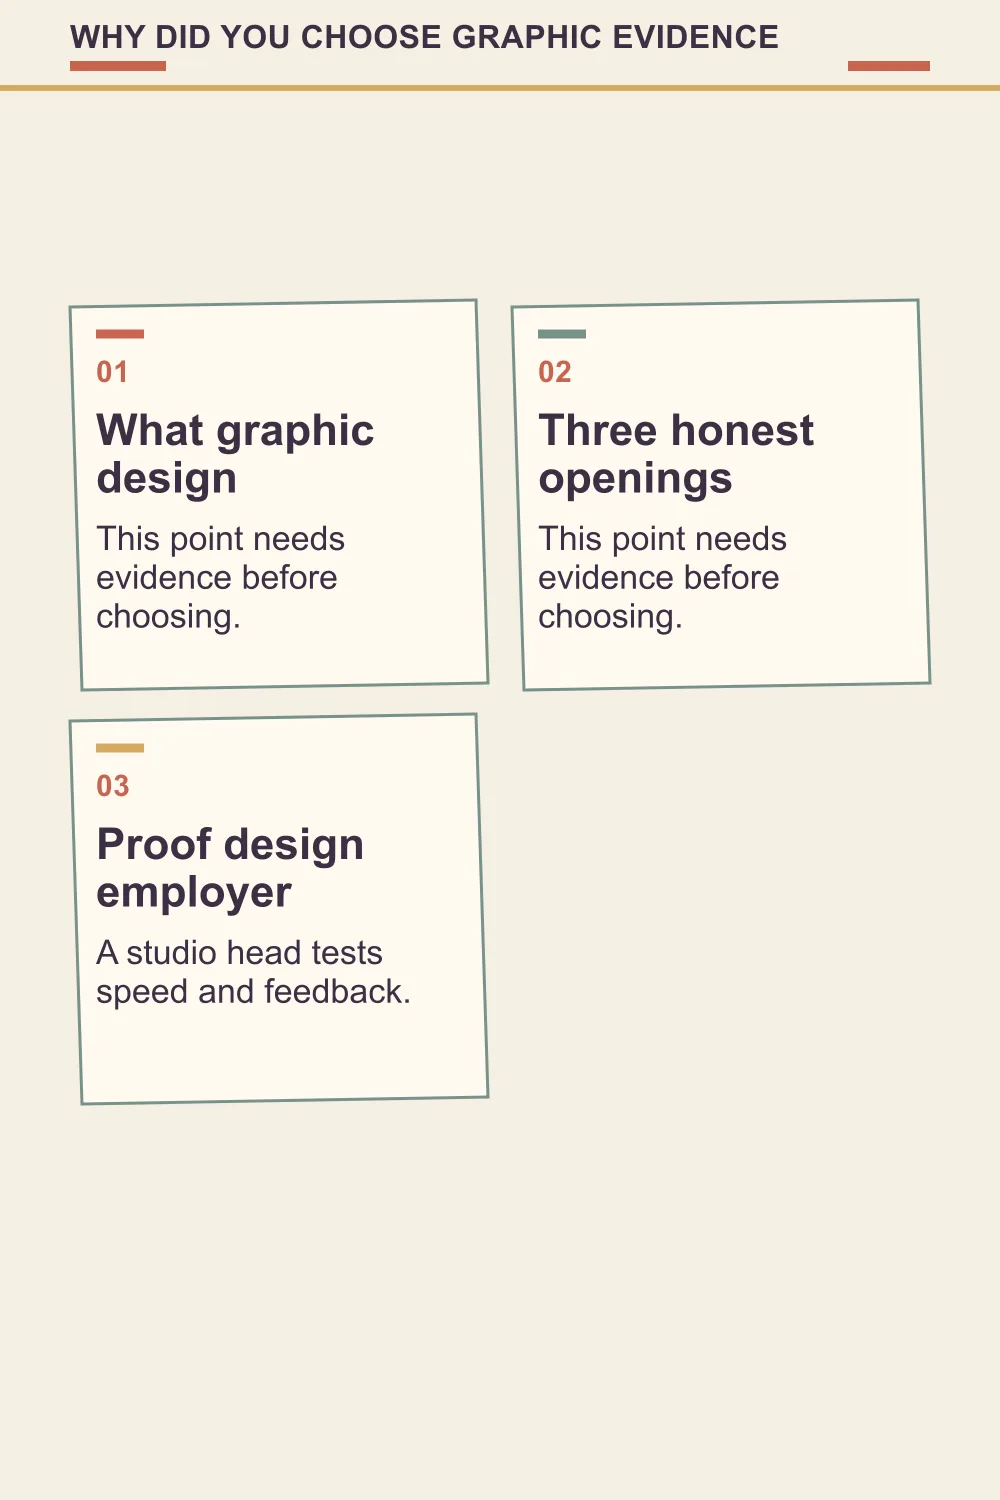 WHY DID YOU CHOOSE GRAPHIC EVIDENCE
01
What graphic
design
This point needs
evidence before
choosing.
02
Three honest
openings
This point needs
evidence before
choosing.
03
Proof design
employer
A studio head tests
speed and feedback.